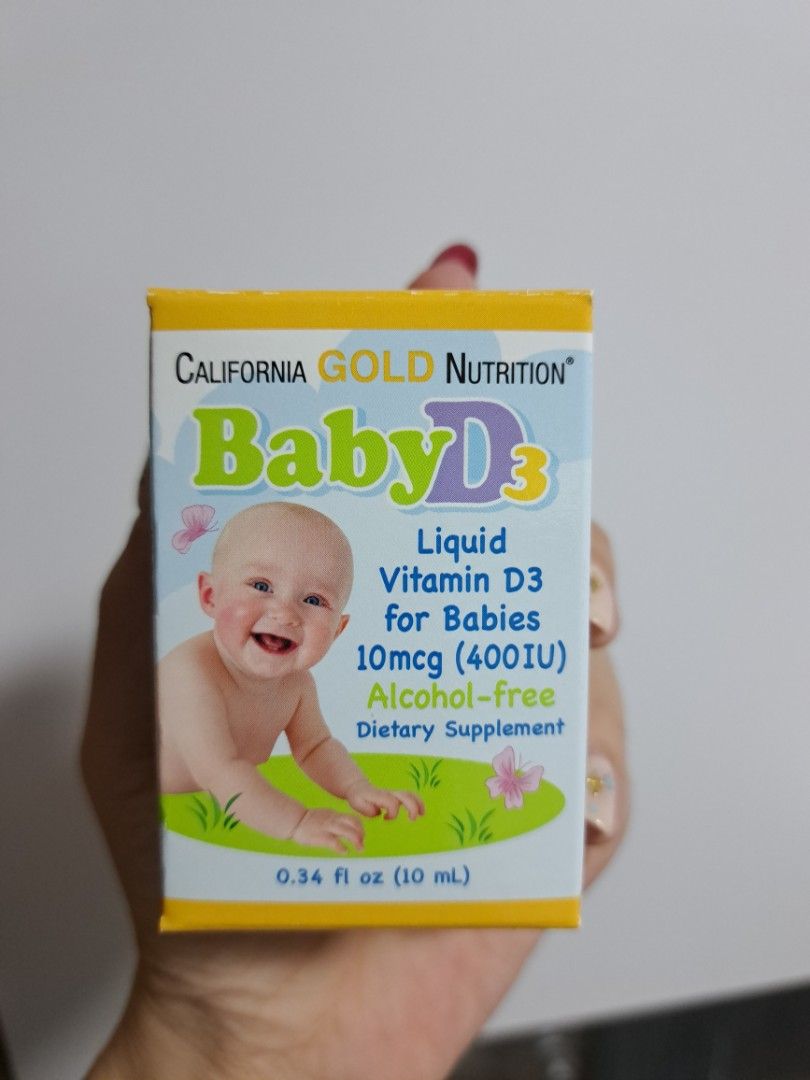 CALIFORNIA GOLD NUTRITION®
BabyD3
Liquid
Vitamin D3
for Babies
10mcg (400IU)
Alcohol-free
Dietary Supplement
0.34 fl oz (10 mL)